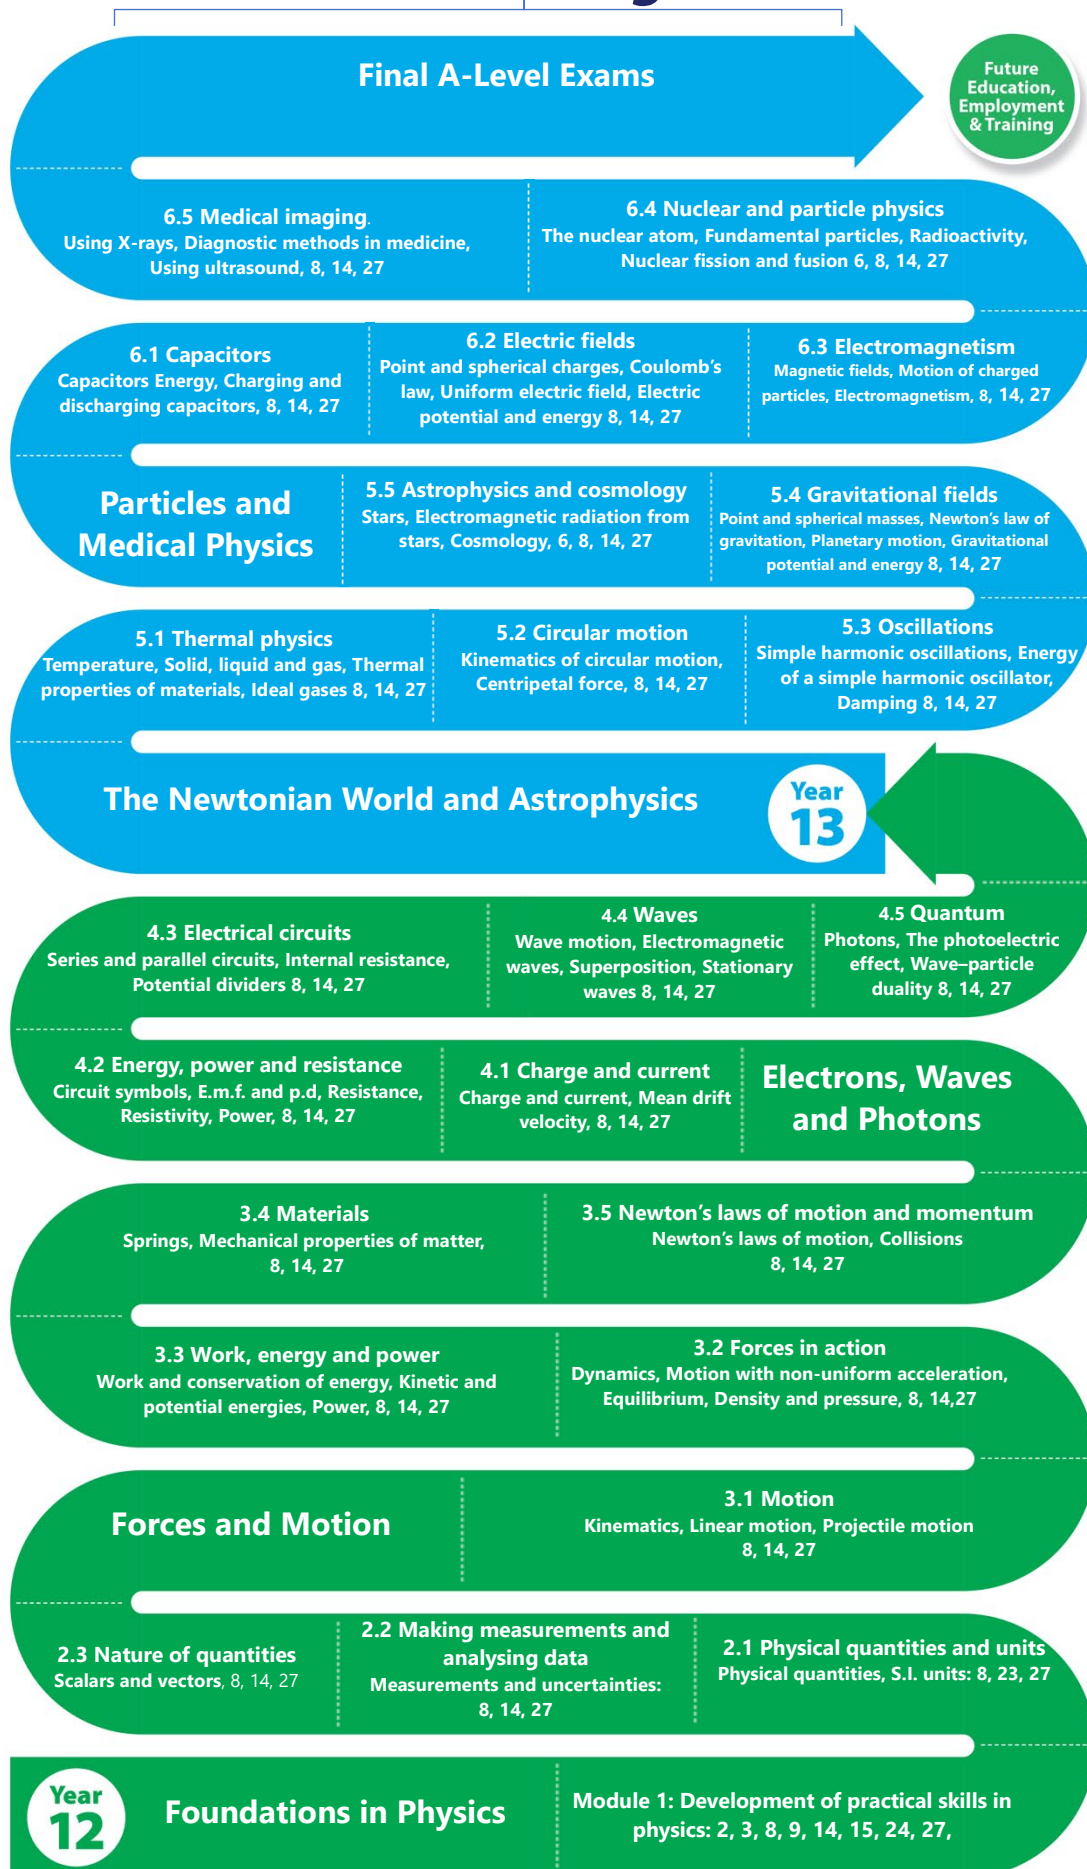 Final A-Level Exams
Future
Education,
Employment
& Training
6.5 Medical imaging.
Using X-rays, Diagnostic methods in medicine,
Using ultrasound, 8, 14, 27
6.4 Nuclear and particle physics
The nuclear atom, Fundamental particles, Radioactivity,
Nuclear fission and fusion 6, 8, 14, 27
6.1 Capacitors
Capacitors Energy, Charging and
discharging capacitors, 8, 14, 27
6.2 Electric fields
Point and spherical charges, Coulomb’s
law, Uniform electric field, Electric
potential and energy 8, 14, 27
6.3 Electromagnetism
Magnetic fields, Motion of charged
particles, Electromagnetism, 8, 14, 27
Particles and
Medical Physics
5.5 Astrophysics and cosmology
Stars, Electromagnetic radiation from
stars, Cosmology, 6, 8, 14, 27
5.4 Gravitational fields
Point and spherical masses, Newton’s law of
gravitation, Planetary motion, Gravitational
potential and energy 8, 14, 27
5.1 Thermal physics
Temperature, Solid, liquid and gas, Thermal
properties of materials, Ideal gases 8, 14, 27
5.2 Circular motion
Kinematics of circular motion,
Centripetal force, 8, 14, 27
5.3 Oscillations
Simple harmonic oscillations, Energy
of a simple harmonic oscillator,
Damping 8, 14, 27
The Newtonian World and Astrophysics
Year
13
4.3 Electrical circuits
Series and parallel circuits, Internal resistance,
Potential dividers 8, 14, 27
4.4 Waves
Wave motion, Electromagnetic
waves, Superposition, Stationary
waves 8, 14, 27
4.5 Quantum
Photons, The photoelectric
effect, Wave–particle
duality 8, 14, 27
4.2 Energy, power and resistance
Circuit symbols, E.m.f. and p.d, Resistance,
Resistivity, Power, 8, 14, 27
4.1 Charge and current
Charge and current, Mean drift
velocity, 8, 14, 27
Electrons, Waves
and Photons
3.4 Materials
Springs, Mechanical properties of matter,
8, 14, 27
3.5 Newton’s laws of motion and momentum
Newton’s laws of motion, Collisions
8, 14, 27
3.3 Work, energy and power
Work and conservation of energy, Kinetic and
potential energies, Power, 8, 14, 27
3.2 Forces in action
Dynamics, Motion with non-uniform acceleration,
Equilibrium, Density and pressure, 8, 14,27
Forces and Motion
3.1 Motion
Kinematics, Linear motion, Projectile motion
8, 14, 27
2.3 Nature of quantities
Scalars and vectors, 8, 14, 27
2.2 Making measurements and
analysing data
Measurements and uncertainties:
8, 14, 27
2.1 Physical quantities and units
Physical quantities, S.I. units: 8, 23, 27
Year
12
Foundations in Physics
Module 1: Development of practical skills in
physics: 2, 3, 8, 9, 14, 15, 24, 27,